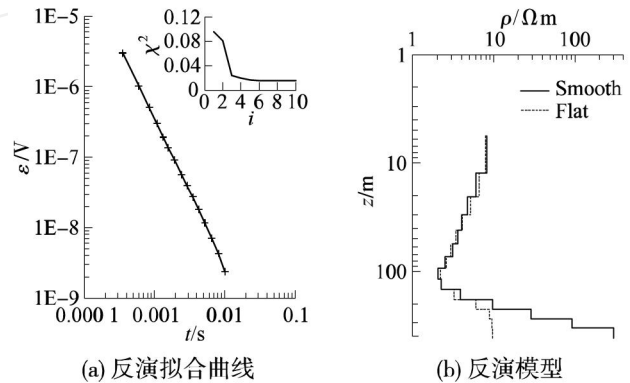 1E-5
1E-6
1E-7
1E-8
1E-9
ε/V
0.000 1
0.001
0.01
0.1
t/s
0.12
0.08
0.04
0
χ²
0 2 4 6 8 10
i
(a) 反演拟合曲线
ρ/Ωm
1 10 100
1
10
100
z/m
Smooth
Flat
(b) 反演模型